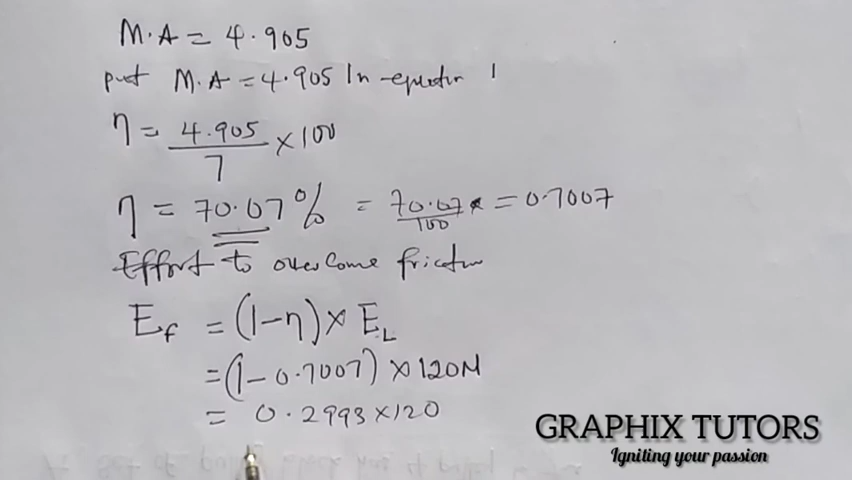 M.A = 4.905
put M.A = 4.905 In equation 1
η = 4.905/7 × 100
η = 70.07% = 70.07/100 = 0.7007
Effort to overcome friction
E_f = (1-η) × E_L
= (1 - 0.7007) × 120N
= 0.2993 × 120
GRAPHIX TUTORS
Igniting your passion